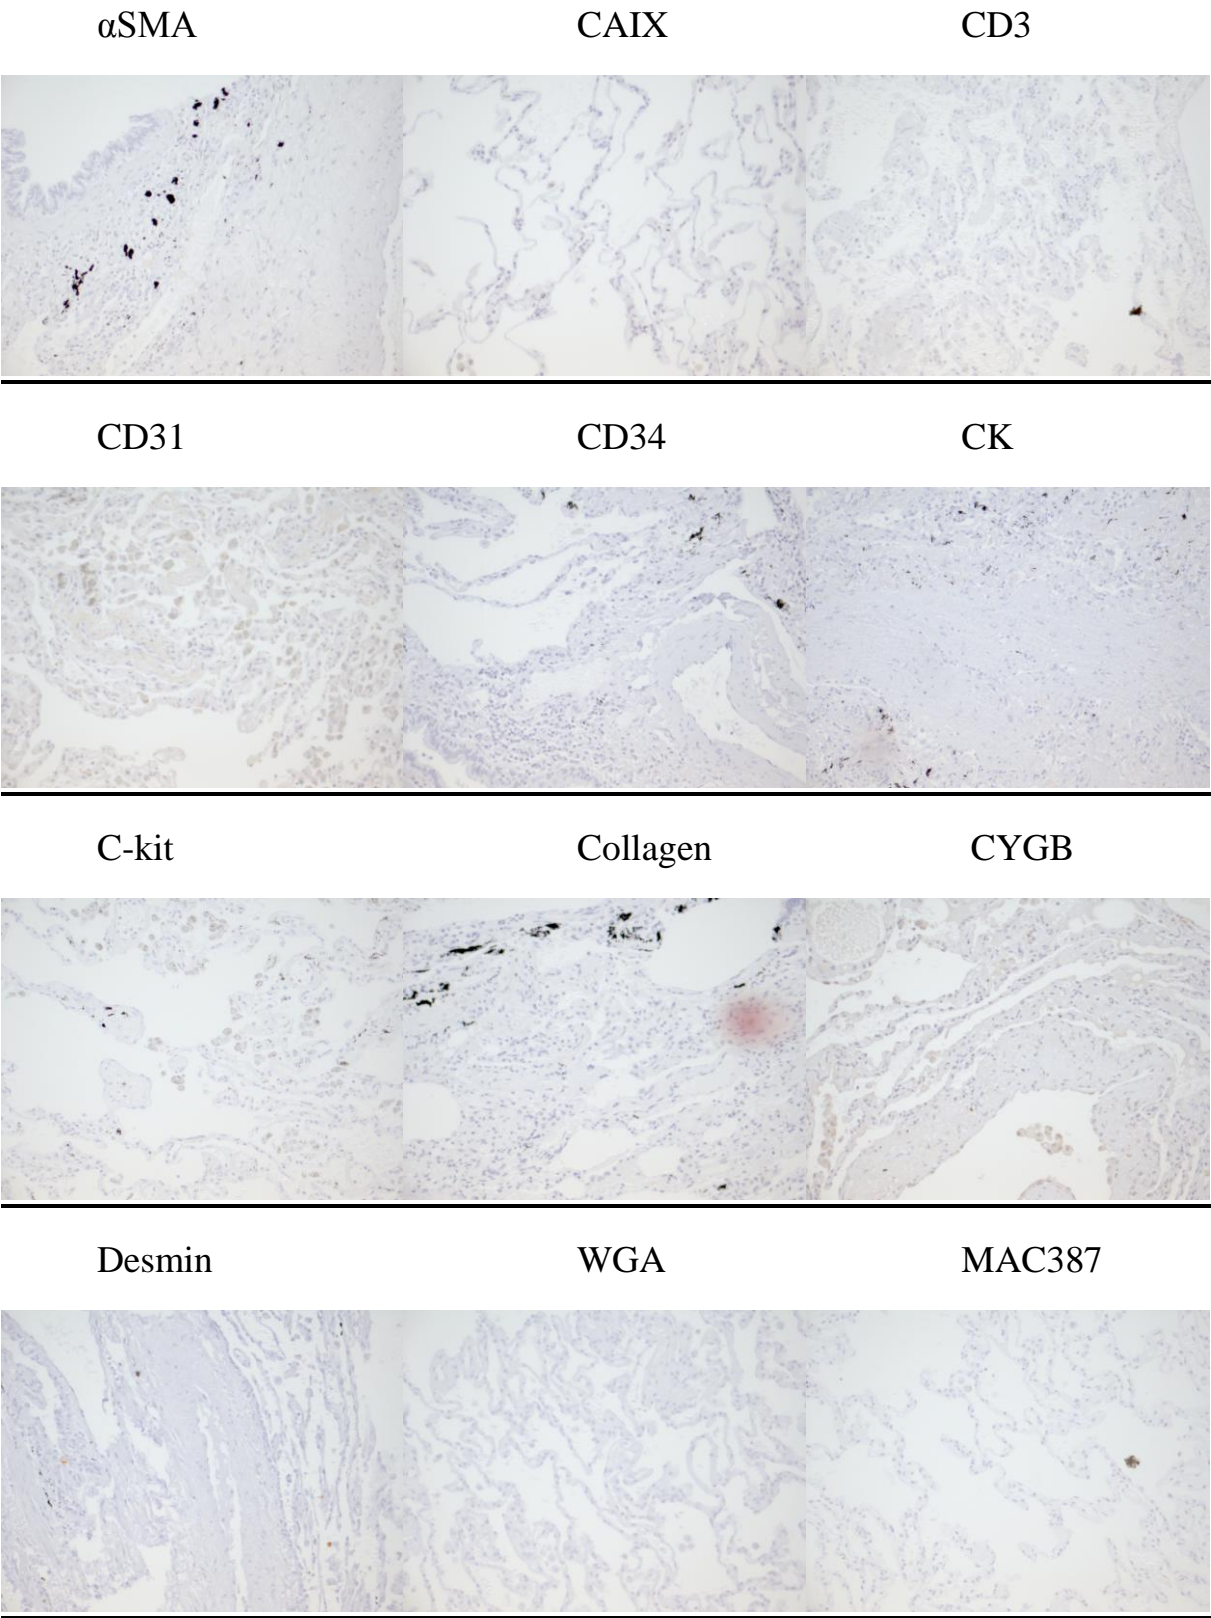 αSMA CAIX CD3
CD31 CD34 CK
C-kit Collagen CYGB
Desmin WGA MAC387